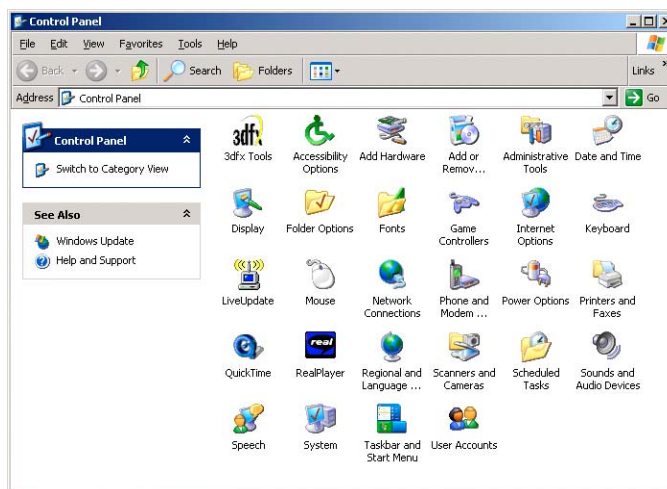 Control Panel
File Edit View Favorites Tools Help
Back Search Folders Links »
Address Control Panel Go
Control Panel
Switch to Category View
See Also
Windows Update
Help and Support
3dfx
3dfx Tools
Accessibility
Options
Add Hardware
Add or
Remov...
Administrative
Tools
Date and Time
Display
Folder Options
Fonts
Game
Controllers
Internet
Options
Keyboard
LiveUpdate
Mouse
Network
Connections
Phone and
Modem ...
Power Options
Printers and
Faxes
QuickTime
real
RealPlayer
Regional and
Language ...
Scanners and
Cameras
Scheduled
Tasks
Sounds and
Audio Devices
Speech
System
Taskbar and
Start Menu
User Accounts